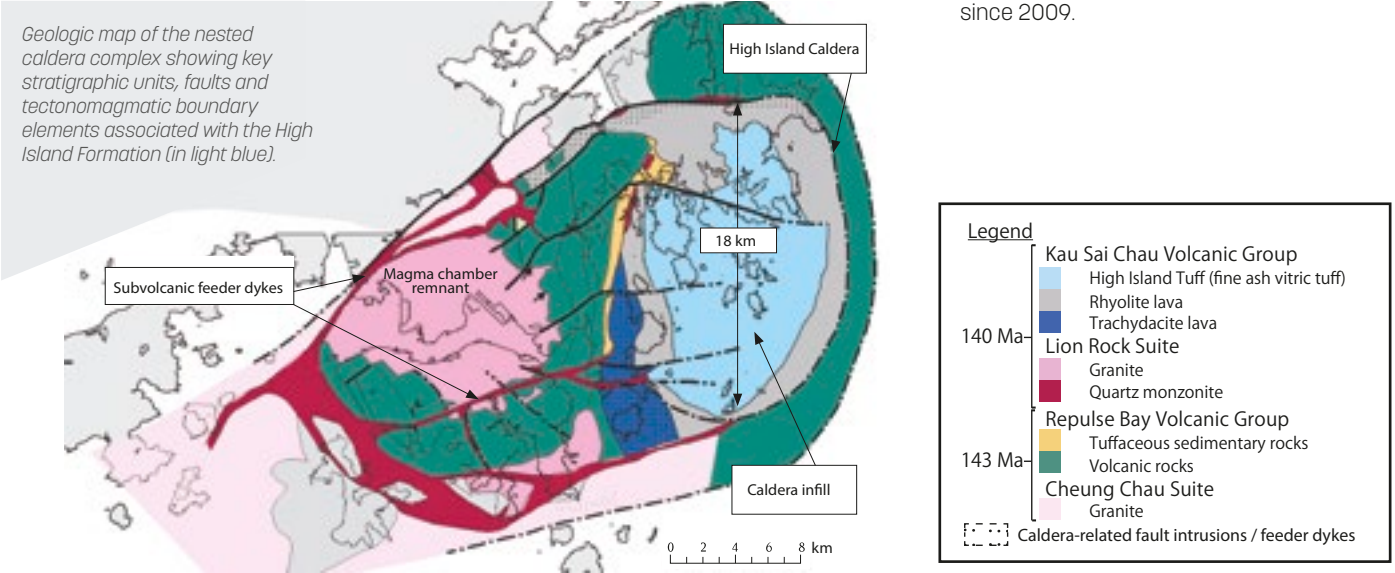 since 2009.
Geologic map of the nested
caldera complex showing key
stratigraphic units, faults and
tectonomagmatic boundary
elements associated with the High
Island Formation (in light blue).
High Island Caldera
18 km
Magma chamber
remnant
Subvolcanic feeder dykes
Caldera infill
0 2 4 6 8 km
Legend
Kau Sai Chau Volcanic Group
High Island Tuff (fine ash vitric tuff)
Rhyolite lava
Trachydacite lava
140 Ma
Lion Rock Suite
Granite
Quartz monzonite
Repulse Bay Volcanic Group
Tuffaceous sedimentary rocks
143 Ma
Volcanic rocks
Cheung Chau Suite
Granite
Caldera-related fault intrusions / feeder dykes